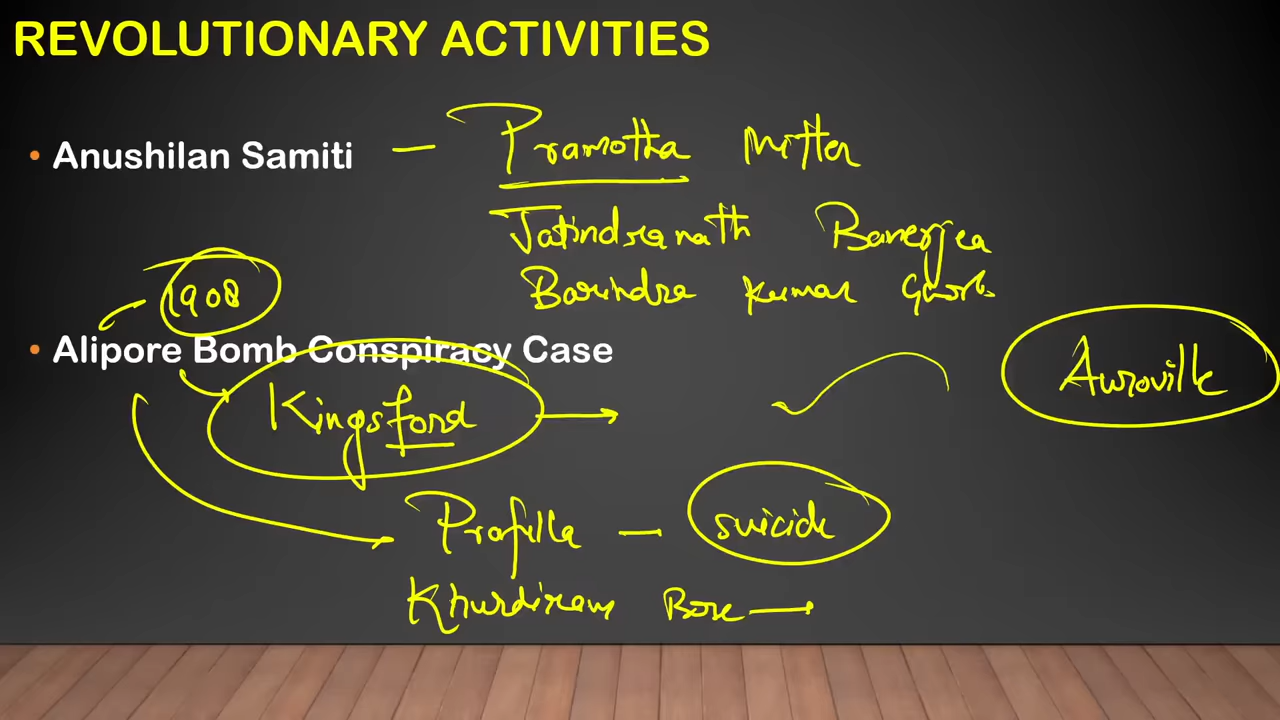 REVOLUTIONARY ACTIVITIES
• Anushilan Samiti — Pramotha Mitter
Jatindranath Banerjea
Barindra Kumar Ghosh
1908
• Alipore Bomb Conspiracy Case
Auroville
Kingsford →
Prafulla — suicide
Khurdiram Bose →